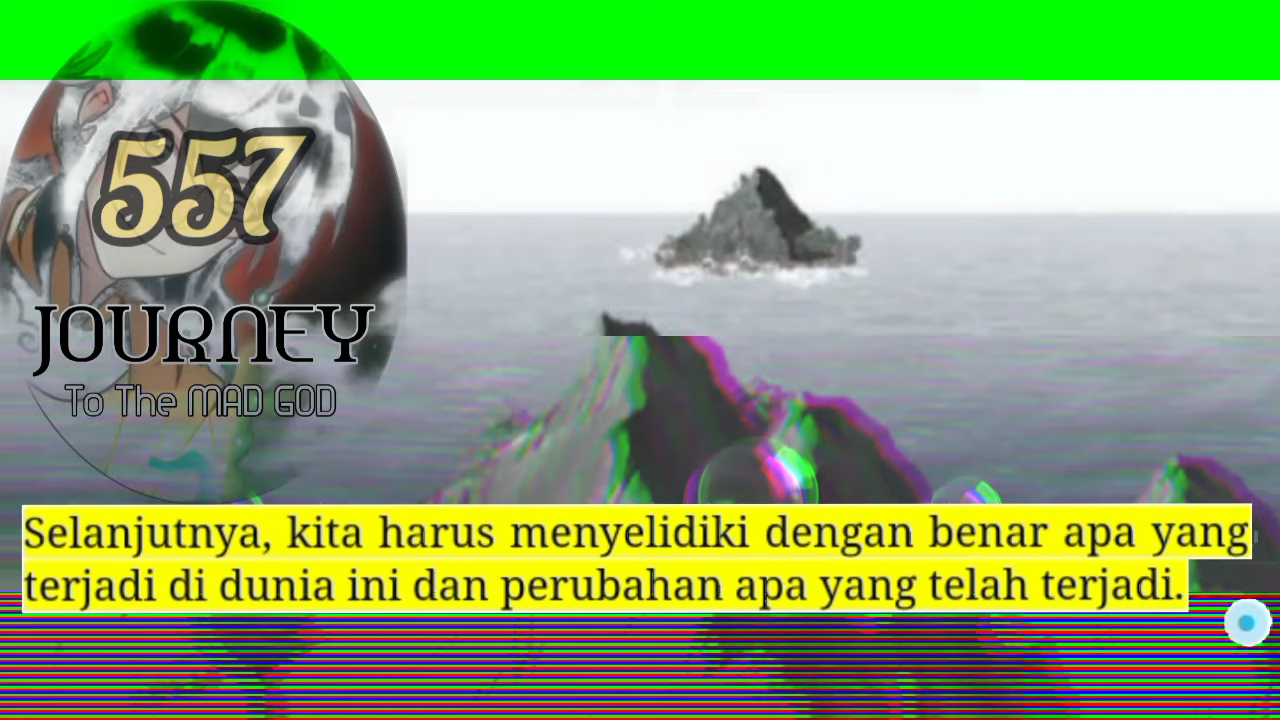 557
JOURNEY
To The MAD GOD
Selanjutnya, kita harus menyelidiki dengan benar apa yang
terjadi di dunia ini dan perubahan apa yang telah terjadi.